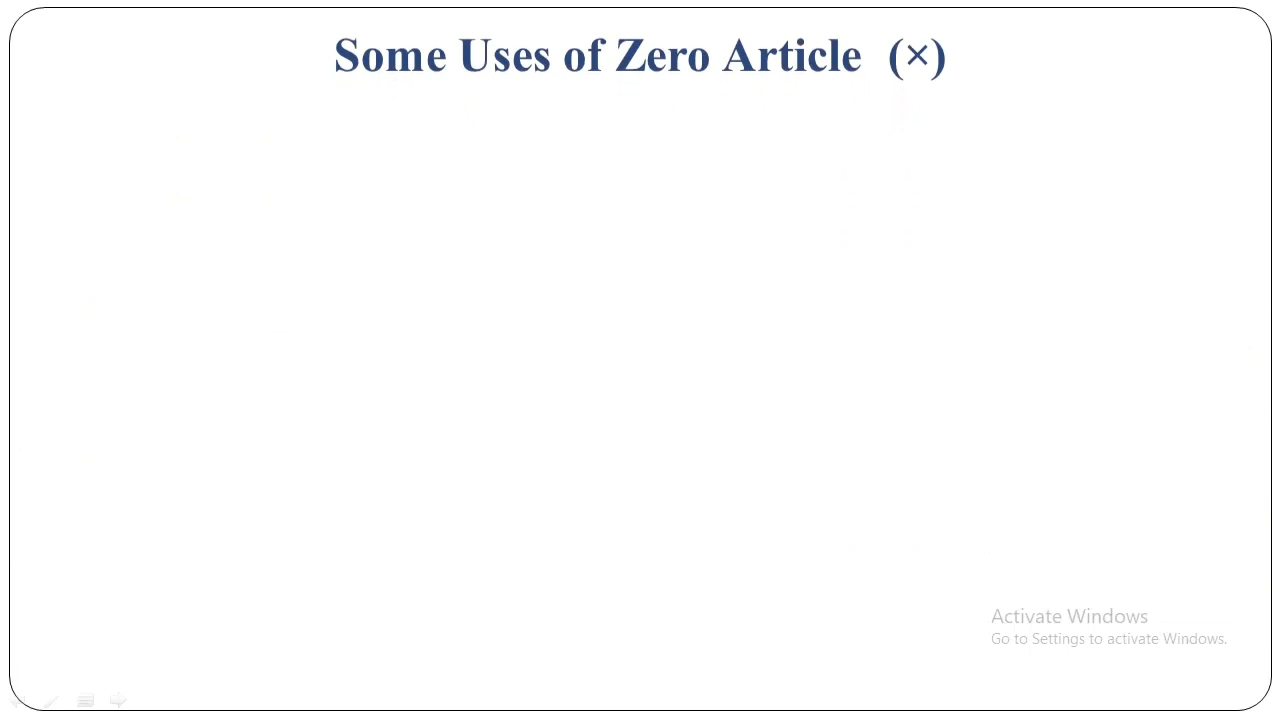 Some Uses of Zero Article (×)
Activate Windows
Go to Settings to activate Windows.